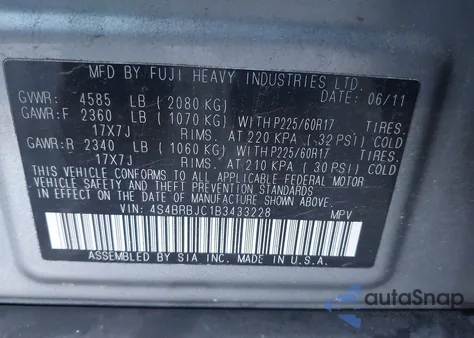 MFD BY FUJI HEAVY INDUSTRIES LTD.
GVWR: 4585 LB (2080 KG) DATE: 06/11
GAWR:F 2360 LB (1070 KG) WITH P225/60R17 TIRES.
17X7J RIMS. AT 220 KPA (32 PSI) COLD
GAWR:R 2340 LB (1060 KG) WITH P225/60R17 TIRES.
17X7J RIMS. AT 210 KPA (30 PSI) COLD
THIS VEHICLE CONFORMS TO ALL APPLICABLE FEDERAL MOTOR
VEHICLE SAFETY, BUMPER, AND THEFT PREVENTION STANDARDS
IN EFFECT ON THE DATE OF MANUFACTURE SHOWN ABOVE.
VIN: 4S4BRBJC1B3433228 MPV
ASSEMBLED BY SIA INC. IN U.S.A.
autoSnap